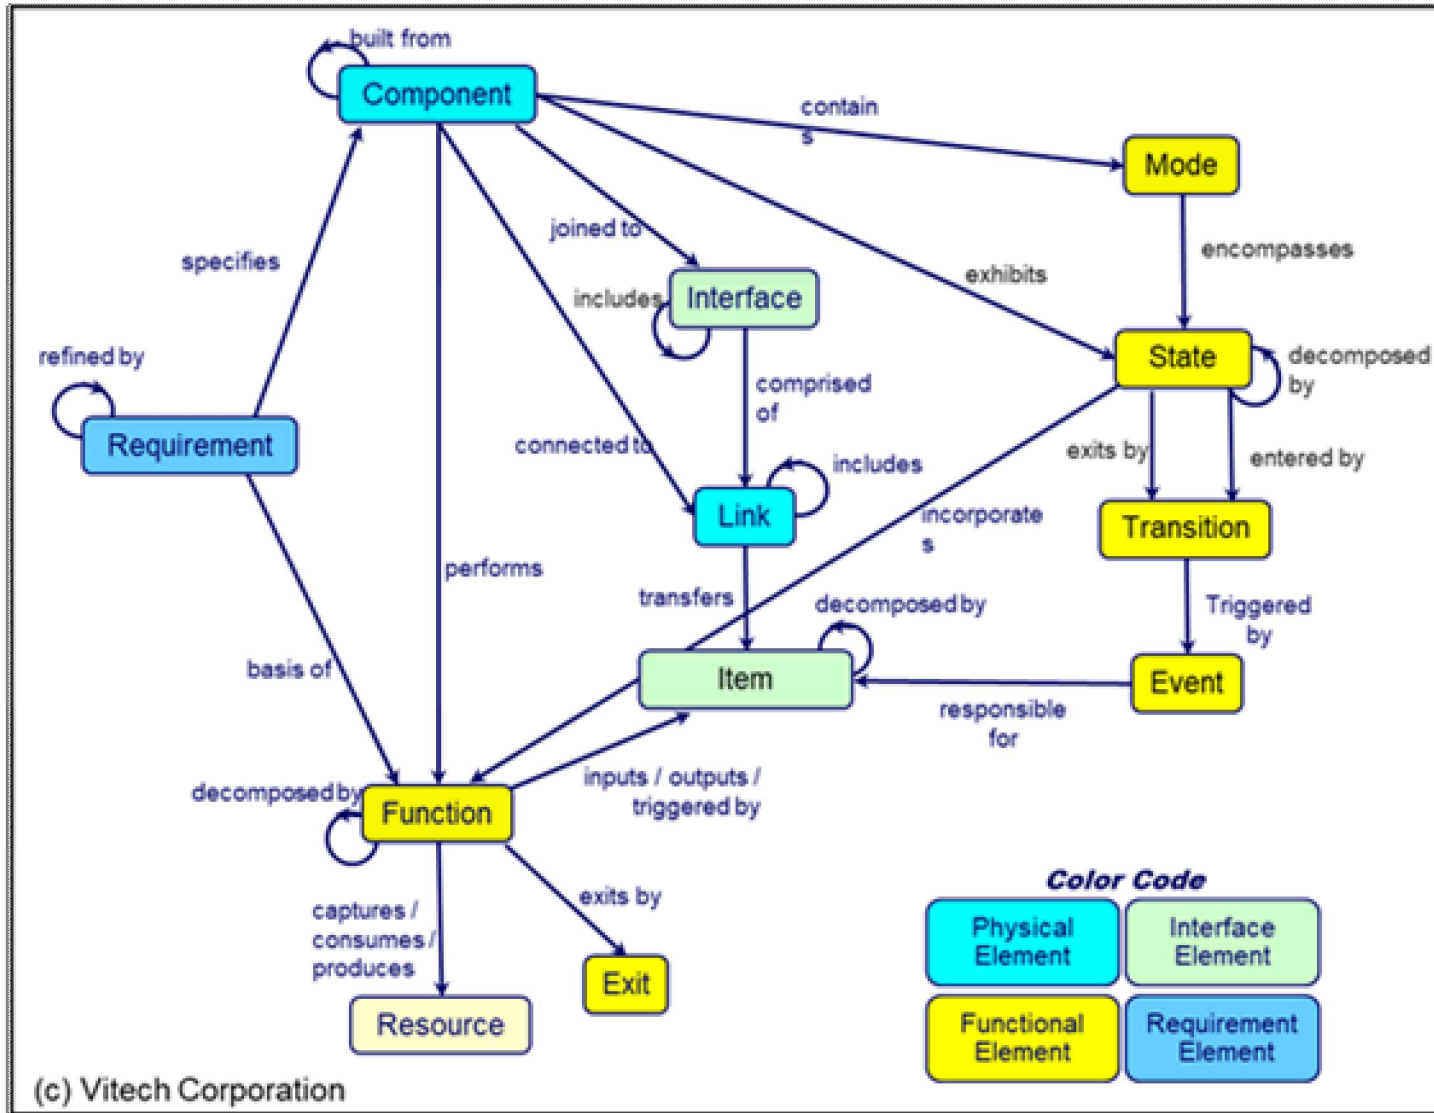 built from
Component
contain
s
Mode
specifies
joined to
encompasses
exhibits
includes
Interface
refined by
State
decomposed
by
comprised
of
Requirement
connected to
includes
exits by
entered by
Link
incorporate
s
Transition
performs
transfers
decomposed by
Triggered
by
basis of
Item
Event
responsible
for
decomposed by
Function
inputs / outputs /
triggered by
captures /
consumes /
produces
exits by
Exit
Resource
Color Code
Physical
Element
Interface
Element
Functional
Element
Requirement
Element
(c) Vitech Corporation